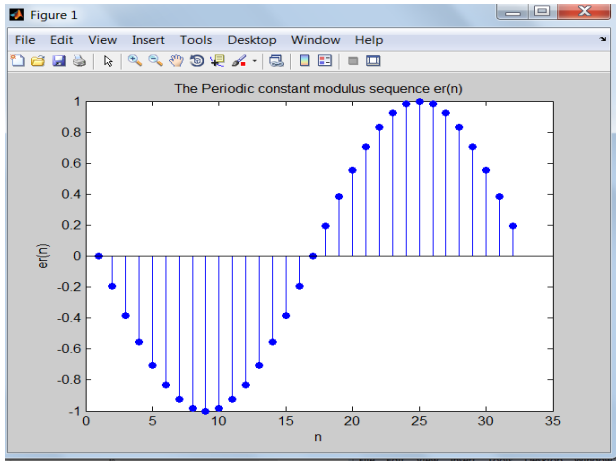 Figure 1
File Edit View Insert Tools Desktop Window Help
The Periodic constant modulus sequence er(n)
1
0.8
0.6
0.4
0.2
0
-0.2
-0.4
-0.6
-0.8
-1
er(n)
0 5 10 15 20 25 30 35
n